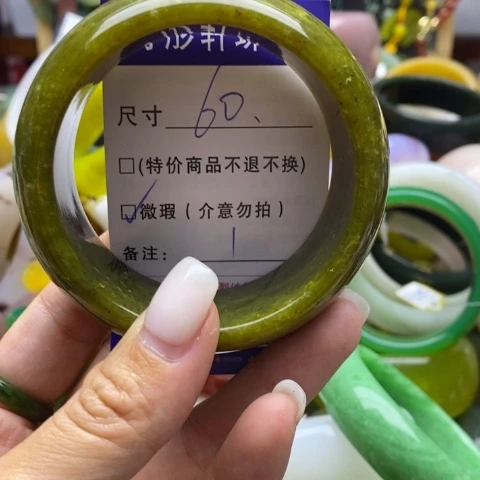 尺寸 60、
□(特价商品不退不换)
☑微瑕(介意勿拍)
备注: 1